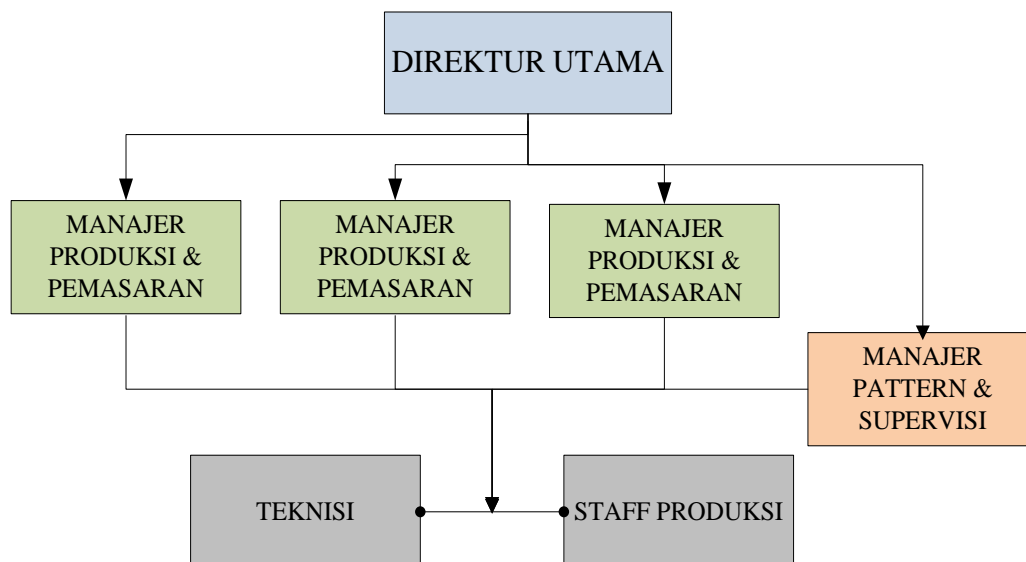 DIREKTUR UTAMA
MANAJER
PRODUKSI &
PEMASARAN
MANAJER
PRODUKSI &
PEMASARAN
MANAJER
PRODUKSI &
PEMASARAN
MANAJER
PATTERN &
SUPERVISI
TEKNISI
STAFF PRODUKSI